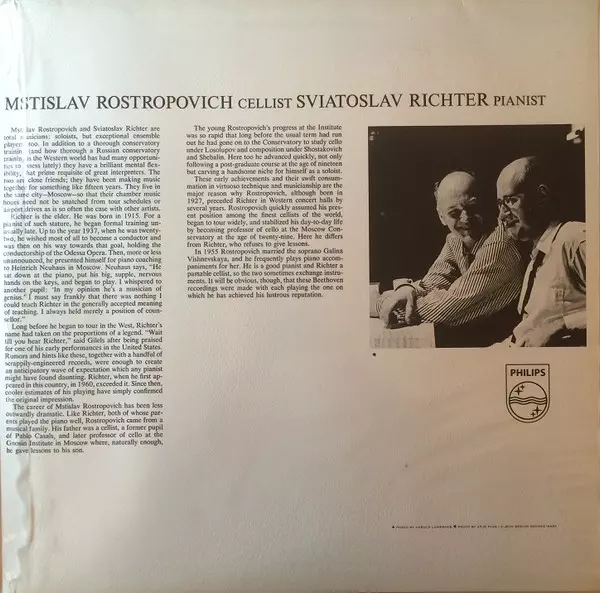 MSTISLAV ROSTROPOVICH CELLIST SVIATOSLAV RICHTER PIANIST
Mstislav Rostropovich and Sviatoslav Richter are
total musicians: soloists, but exceptional ensemble
players too. In addition to a thorough conservatory
training (and how thorough a Russian conservatory
training is the Western world has had many opportuni-
ties to witness lately) they have a brilliant mental flex-
ibility, that prime requisite of great interpreters. The
two are close friends; they have been making music
together for something like fifteen years. They live in
the same city—Moscow—so that their chamber music
hours need not be snatched from tour schedules or
airport drives as is so often the case with other artists.
Richter is the elder. He was born in 1915. For a
pianist of such stature, he began formal training un-
usually late. Up to the year 1937, when he was twenty-
two, he wished most of all to become a conductor and
was then on his way towards that goal, holding the
conductorship of the Odessa Opera. Then, more or less
unannounced, he presented himself for piano coaching
to Heinrich Neuhaus in Moscow. Neuhaus says, “He
sat down at the piano, put his big, supple, nervous
hands on the keys, and began to play. I whispered to
another pupil: ‘In my opinion he's a musician of
genius.’ I must say frankly that there was nothing I
could teach Richter in the generally accepted meaning
of teaching. I always held merely a position of coun-
sellor.”
Long before he began to tour in the West, Richter's
name had taken on the proportions of a legend. “Wait
till you hear Richter,” said Gilels after being praised
for one of his early performances in the United States.
Rumors and hints like these, together with a handful of
scrappily-engineered records, were enough to create
an anticipatory wave of expectation which any pianist
might have found daunting. Richter, when he first ap-
peared in this country, in 1960, exceeded it. Since then,
cooler estimates of his playing have simply confirmed
the original impression.
The career of Mstislav Rostropovich has been less
outwardly dramatic. Like Richter, both of whose par-
ents played the piano well, Rostropovich came from a
musical family. His father was a cellist, a former pupil
of Pablo Casals, and later professor of cello at the
Gnesin Institute in Moscow where, naturally enough,
he gave lessons to his son.
The young Rostropovich's progress at the Institute
was so rapid that long before the usual term had run
out he had gone on to the Conservatory to study cello
under Losolupov and composition under Shostakovich
and Shebalin. Here too he advanced quickly, not only
following a post-graduate course at the age of nineteen
but carving a handsome niche for himself as a soloist.
These early achievements and their swift consum-
mation in virtuoso technique and musicianship are the
major reason why Rostropovich, although born in
1927, preceded Richter in Western concert halls by
several years. Rostropovich quickly assumed his pres-
ent position among the finest cellists of the world,
began to tour widely, and stabilized his day-to-day life
by becoming professor of cello at the Moscow Con-
servatory at the age of twenty-nine. Here he differs
from Richter, who refuses to give lessons.
In 1955 Rostropovich married the soprano Galina
Vishnevskaya, and he frequently plays piano accom-
paniments for her. He is a good pianist and Richter a
passable cellist, so the two sometimes exchange instru-
ments. It will be obvious, though, that these Beethoven
recordings were made with each playing the one on
which he has achieved his lustrous reputation.
PHILIPS